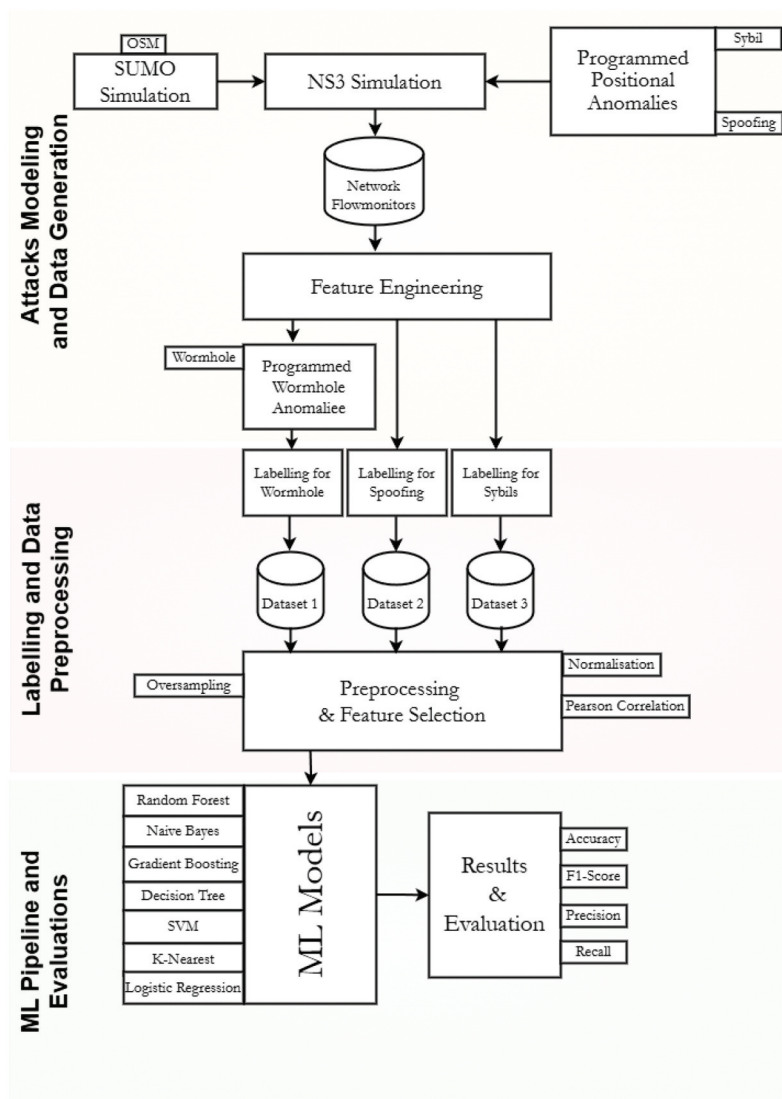 Attacks Modeling
and Data Generation
OSM
SUMO
Simulation
NS3 Simulation
Programmed
Positional
Anomalies
Sybil
Spoofing
Network
Flowmonitors
Feature Engineering
Wormhole
Programmed
Wormhole
Anomaliee
Labelling and Data
Preprocessing
Labelling for
Wormhole
Labelling for
Spoofing
Labelling for
Sybils
Dataset 1
Dataset 2
Dataset 3
Oversampling
Preprocessing
& Feature Selection
Normalisation
Pearson Correlation
ML Pipeline and
Evaluations
Random Forest
Naive Bayes
Gradient Boosting
Decision Tree
SVM
K-Nearest
Logistic Regression
ML Models
Results
&
Evaluation
Accuracy
F1-Score
Precision
Recall